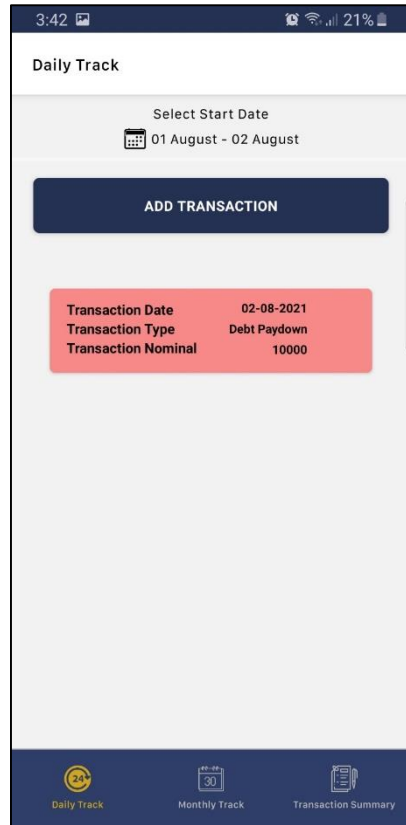 3:42 21%
Daily Track
Select Start Date
01 August - 02 August
ADD TRANSACTION
Transaction Date 02-08-2021
Transaction Type Debt Paydown
Transaction Nominal 10000
24
30
Daily Track Monthly Track Transaction Summary